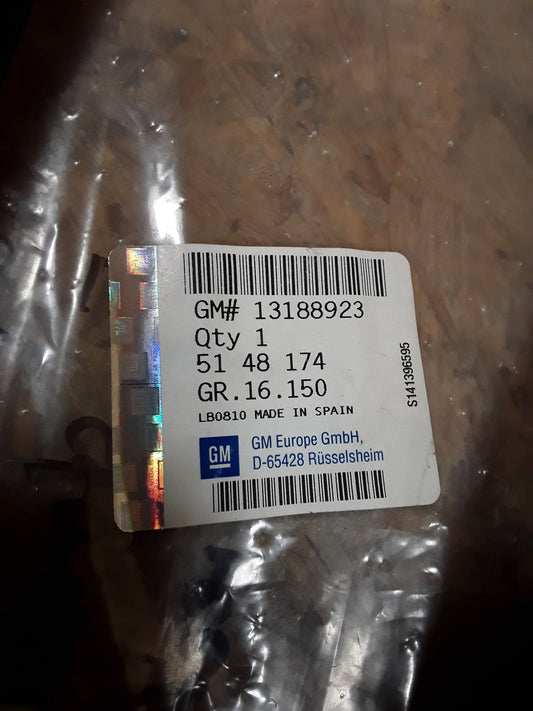 GM# 13188923
Qty 1
51 48 174
GR.16.150
LB0810 MADE IN SPAIN
GM
GM Europe GmbH,
D-65428 Rüsselsheim
S141396595